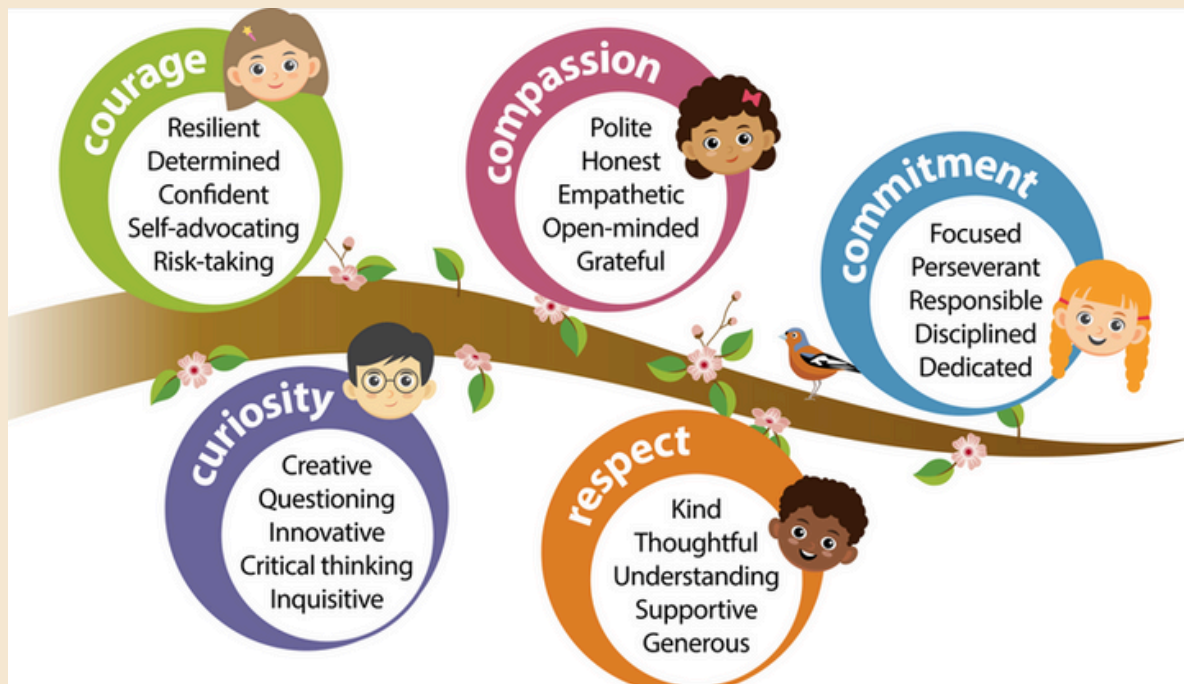 courage
Resilient
Determined
Confident
Self-advocating
Risk-taking
compassion
Polite
Honest
Empathetic
Open-minded
Grateful
commitment
Focused
Perseverant
Responsible
Disciplined
Dedicated
curiosity
Creative
Questioning
Innovative
Critical thinking
Inquisitive
respect
Kind
Thoughtful
Understanding
Supportive
Generous